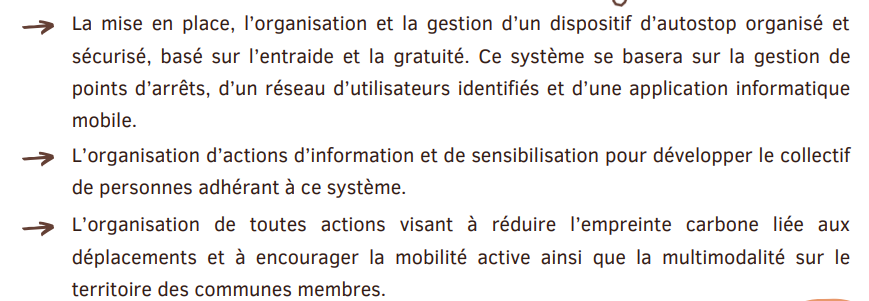 La mise en place, l’organisation et la gestion d’un dispositif d’autostop organisé et
sécurisé, basé sur l’entraide et la gratuité. Ce système se basera sur la gestion de
points d’arrêts, d’un réseau d’utilisateurs identifiés et d’une application informatique
mobile.
L’organisation d’actions d’information et de sensibilisation pour développer le collectif
de personnes adhérant à ce système.
L’organisation de toutes actions visant à réduire l’empreinte carbone liée aux
déplacements et à encourager la mobilité active ainsi que la multimodalité sur le
territoire des communes membres.